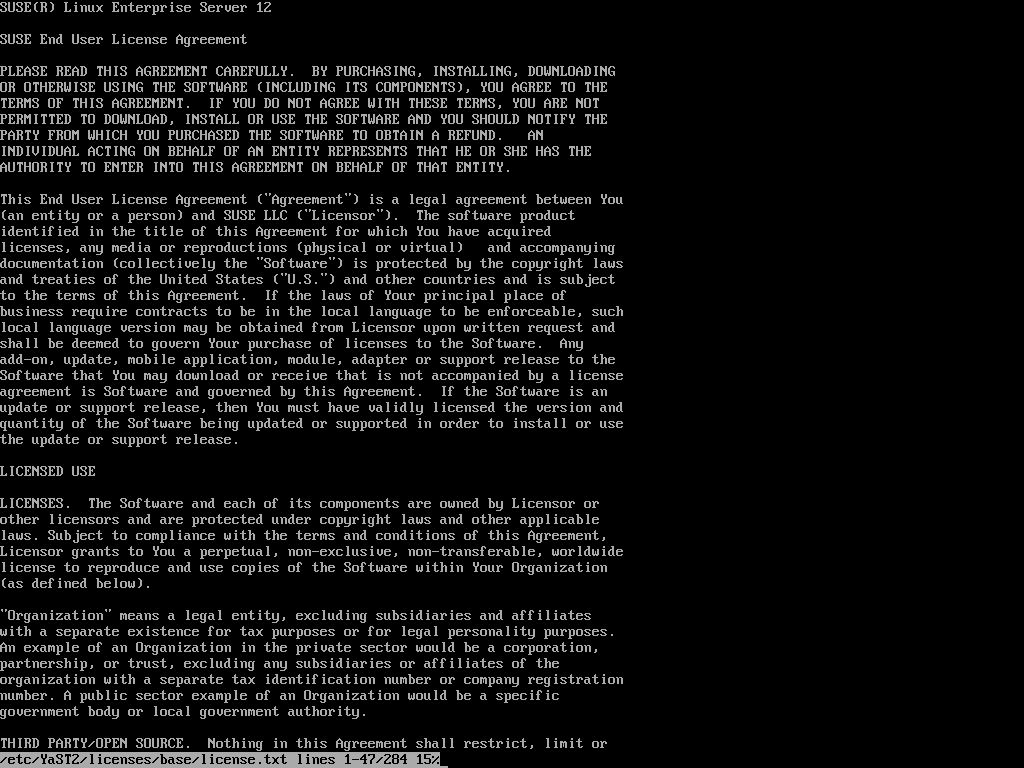 SUSE(R) Linux Enterprise Server 12
SUSE End User License Agreement
PLEASE READ THIS AGREEMENT CAREFULLY.  BY PURCHASING, INSTALLING, DOWNLOADING
OR OTHERWISE USING THE SOFTWARE (INCLUDING ITS COMPONENTS), YOU AGREE TO THE
TERMS OF THIS AGREEMENT.  IF YOU DO NOT AGREE WITH THESE TERMS, YOU ARE NOT
PERMITTED TO DOWNLOAD, INSTALL OR USE THE SOFTWARE AND YOU SHOULD NOTIFY THE
PARTY FROM WHICH YOU PURCHASED THE SOFTWARE TO OBTAIN A REFUND.   AN
INDIVIDUAL ACTING ON BEHALF OF AN ENTITY REPRESENTS THAT HE OR SHE HAS THE
AUTHORITY TO ENTER INTO THIS AGREEMENT ON BEHALF OF THAT ENTITY.
This End User License Agreement ("Agreement") is a legal agreement between You
(an entity or a person) and SUSE LLC ("Licensor").  The software product
identified in the title of this Agreement for which You have acquired
licenses, any media or reproductions (physical or virtual)   and accompanying
documentation (collectively the "Software") is protected by the copyright laws
and treaties of the United States ("U.S.") and other countries and is subject
to the terms of this Agreement.  If the laws of Your principal place of
business require contracts to be in the local language to be enforceable, such
local language version may be obtained from Licensor upon written request and
shall be deemed to govern Your purchase of licenses to the Software.  Any
add-on, update, mobile application, module, adapter or support release to the
Software that You may download or receive that is not accompanied by a license
agreement is Software and governed by this Agreement.  If the Software is an
update or support release, then You must have validly licensed the version and
quantity of the Software being updated or supported in order to install or use
the update or support release.
LICENSED USE
LICENSES.  The Software and each of its components are owned by Licensor or
other licensors and are protected under copyright laws and other applicable
laws. Subject to compliance with the terms and conditions of this Agreement,
Licensor grants to You a perpetual, non-exclusive, non-transferable, worldwide
license to reproduce and use copies of the Software within Your Organization
(as defined below).
"Organization" means a legal entity, excluding subsidiaries and affiliates
with a separate existence for tax purposes or for legal personality purposes.
An example of an Organization in the private sector would be a corporation,
partnership, or trust, excluding any subsidiaries or affiliates of the
organization with a separate tax identification number or company registration
number. A public sector example of an Organization would be a specific
government body or local government authority.
THIRD PARTY/OPEN SOURCE.  Nothing in this Agreement shall restrict, limit or
/etc/YaST2/licenses/base/license.txt lines 1-47/284 15%